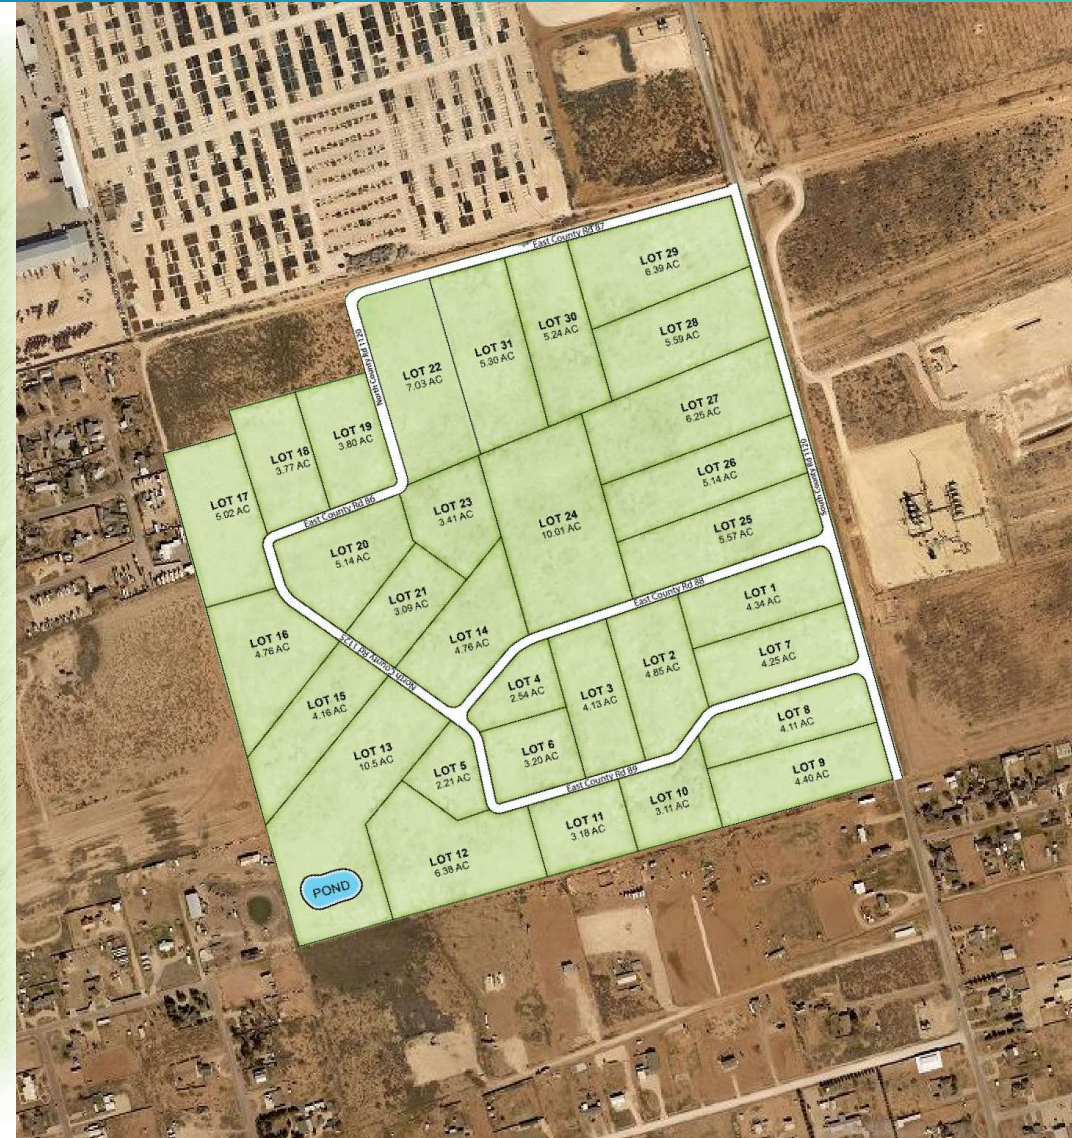 East County Rd 87
LOT 29
6.39 AC
LOT 30
5.24 AC
LOT 28
5.59 AC
LOT 31
5.30 AC
North County Rd 1120
LOT 22
7.03 AC
LOT 27
6.25 AC
LOT 19
3.80 AC
LOT 18
3.77 AC
LOT 17
5.02 AC
LOT 26
5.14 AC
South County Rd 1120
LOT 23
3.41 AC
East County Rd 86
LOT 24
10.01 AC
LOT 25
5.57 AC
LOT 20
5.14 AC
LOT 21
3.09 AC
East County Rd 88
LOT 1
4.34 AC
LOT 16
4.76 AC
LOT 14
4.76 AC
North County Rd 1125
LOT 2
4.85 AC
LOT 7
4.25 AC
LOT 4
2.54 AC
LOT 3
4.13 AC
LOT 15
4.16 AC
LOT 8
4.11 AC
LOT 13
10.5 AC
LOT 6
3.20 AC
LOT 5
2.21 AC
East County Rd 89
LOT 9
4.40 AC
LOT 10
3.11 AC
LOT 11
3.18 AC
LOT 12
6.38 AC
POND